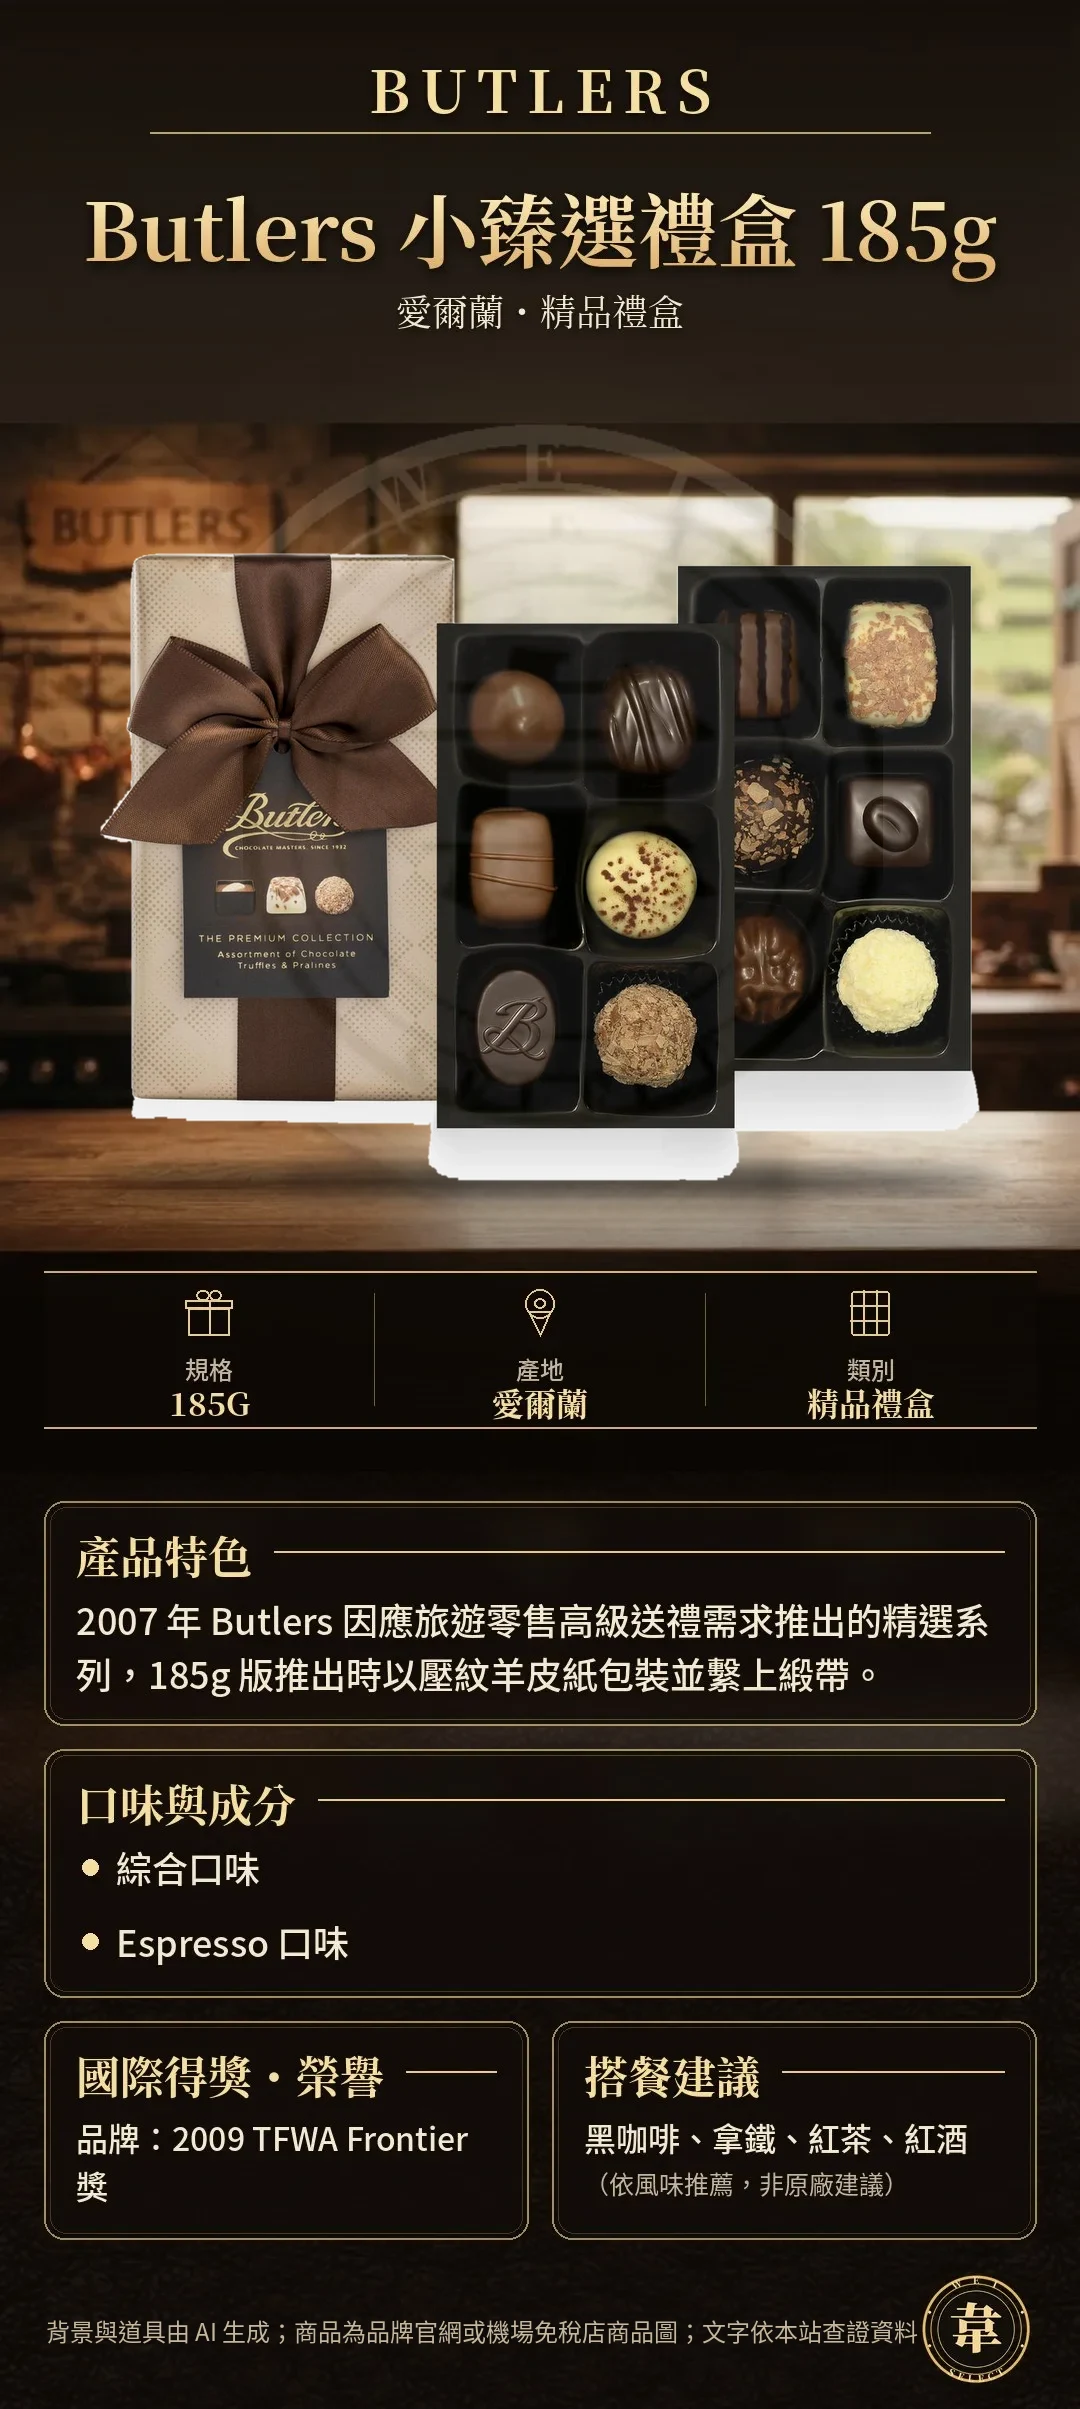 BUTLERS
Butlers 小臻選禮盒 185g
愛爾蘭・精品禮盒
W E
BUTLERS
Butlers
CHOCOLATE MASTERS. SINCE 1932
THE PREMIUM COLLECTION
Assortment of Chocolate
Truffles & Pralines
B
規格
185G
產地
愛爾蘭
類別
精品禮盒
產品特色
2007 年 Butlers 因應旅遊零售高級送禮需求推出的精選系
列，185g 版推出時以壓紋羊皮紙包裝並繫上緞帶。
口味與成分
綜合口味
Espresso 口味
國際得獎・榮譽
品牌：2009 TFWA Frontier
獎
搭餐建議
黑咖啡、拿鐵、紅茶、紅酒
（依風味推薦，非原廠建議）
背景與道具由 AI 生成；商品為品牌官網或機場免稅店商品圖；文字依本站查證資料
WEI
韋
SELECT